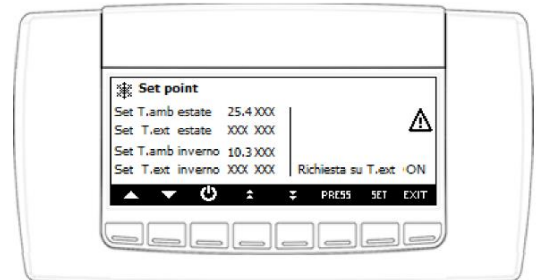 Set point
Set T.amb estate 25.4 XXX
Set T.ext estate XXX XXX
Set T.amb inverno 10.3 XXX
Set T.ext inverno XXX XXX Richiesta su T.ext ON
PRESS SET EXIT